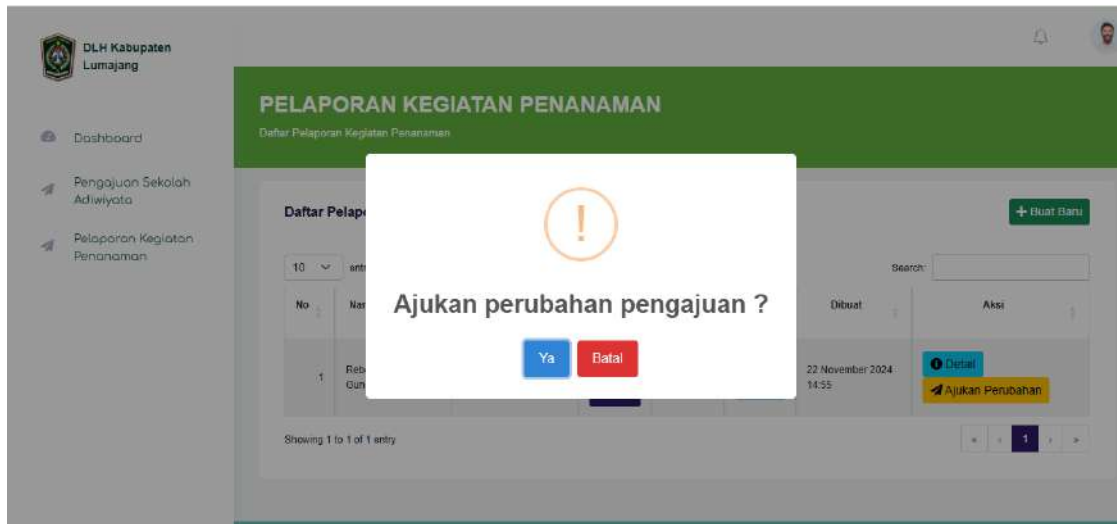 DLH Kabupaten
Lumajang
PELAPORAN KEGIATAN PENANAMAN
Daftar Pelaporan Kegiatan Penanaman
Dashboard
Pengajuan Sekolah
Adiwiyata
Pelaporan Kegiatan
Penanaman
Daftar
+ Buat Baru
10
Search:
No
Dibuat
Aksi
Ajukan perubahan pengajuan ?
Ya
Batal
1
22 November 2024
14:55
Detail
Ajukan Perubahan
Showing 1 to 1 of 1 entry
« ‹ 1 › »